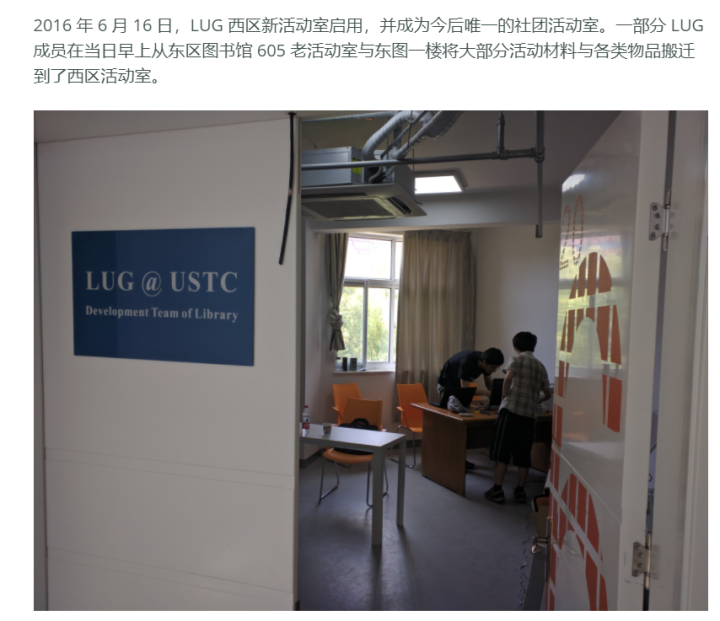 2016 年 6 月 16 日，LUG 西区新活动室启用，并成为今后唯一的社团活动室。一部分 LUG
成员在当日早上从东区图书馆 605 老活动室与东图一楼将大部分活动材料与各类物品搬迁
到了西区活动室。
LUG @ USTC
Development Team of Library